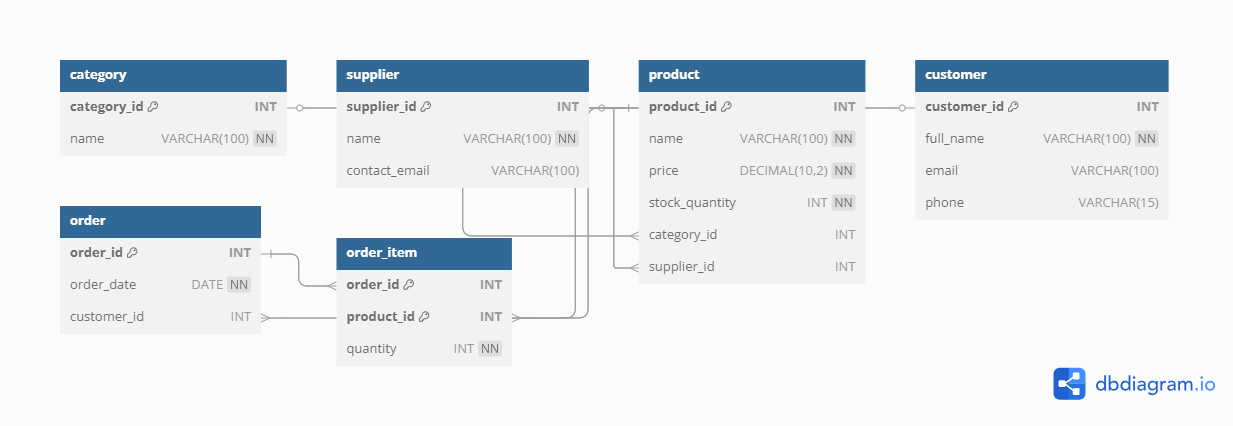 category
category_id INT
name VARCHAR(100) NN
supplier
supplier_id INT
name VARCHAR(100) NN
contact_email VARCHAR(100)
product
product_id INT
name VARCHAR(100) NN
price DECIMAL(10,2) NN
stock_quantity INT NN
category_id INT
supplier_id INT
customer
customer_id INT
full_name VARCHAR(100) NN
email VARCHAR(100)
phone VARCHAR(15)
order
order_id INT
order_date DATE NN
customer_id INT
order_item
order_id INT
product_id INT
quantity INT NN
dbdiagram.io